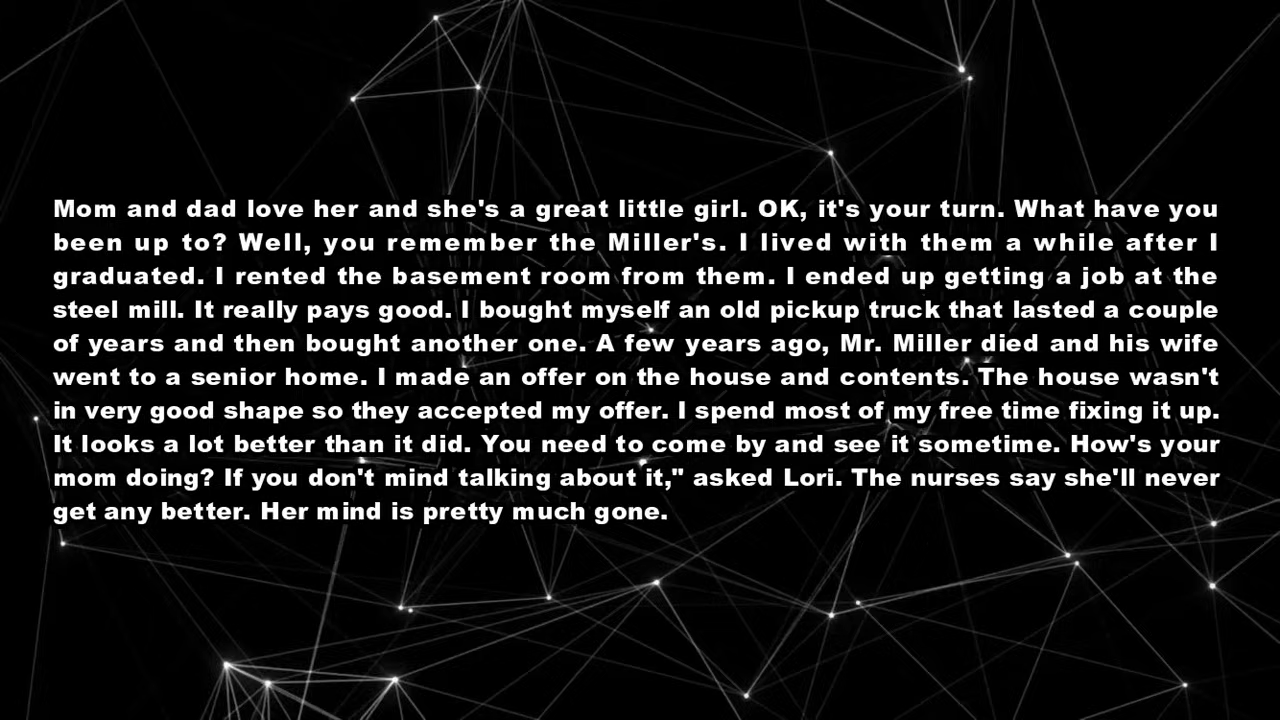 Mom and dad love her and she's a great little girl. OK, it's your turn. What have you
been up to? Well, you remember the Miller's. I lived with them a while after I
graduated. I rented the basement room from them. I ended up getting a job at the
steel mill. It really pays good. I bought myself an old pickup truck that lasted a couple
of years and then bought another one. A few years ago, Mr. Miller died and his wife
went to a senior home. I made an offer on the house and contents. The house wasn't
in very good shape so they accepted my offer. I spend most of my free time fixing it up.
It looks a lot better than it did. You need to come by and see it sometime. How's your
mom doing? If you don't mind talking about it," asked Lori. The nurses say she'll never
get any better. Her mind is pretty much gone.